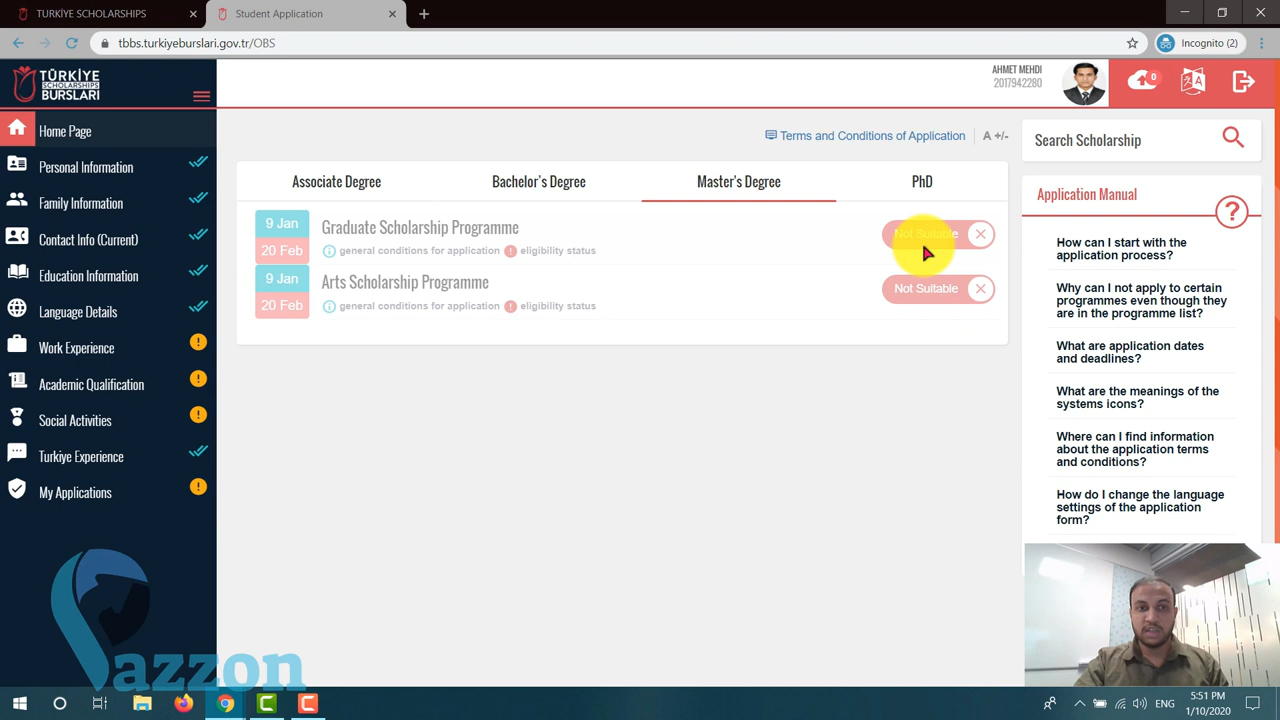 TURKİYE SCHOLARSHIPS
Student Application
tbbs.turkiyeburslari.gov.tr/OBS
Incognito (2)
TÜRKİYE
SCHOLARSHIPS
BURSLARI
AHMET MEHDI
2017942280
0
Home Page
Personal Information
Family Information
Contact Info (Current)
Education Information
Language Details
Work Experience
Academic Qualification
Social Activities
Turkiye Experience
My Applications
Terms and Conditions of Application
A +/-
Associate Degree
Bachelor's Degree
Master's Degree
PhD
9 Jan
20 Feb
Graduate Scholarship Programme
general conditions for application
eligibility status
Not Suitable
9 Jan
20 Feb
Arts Scholarship Programme
general conditions for application
eligibility status
Not Suitable
Search Scholarship
Application Manual
How can I start with the
application process?
Why can I not apply to certain
programmes even though they
are in the programme list?
What are application dates
and deadlines?
What are the meanings of the
systems icons?
Where can I find information
about the application terms
and conditions?
How do I change the language
settings of the application
form?
azzon
ENG
5:51 PM
1/10/2020